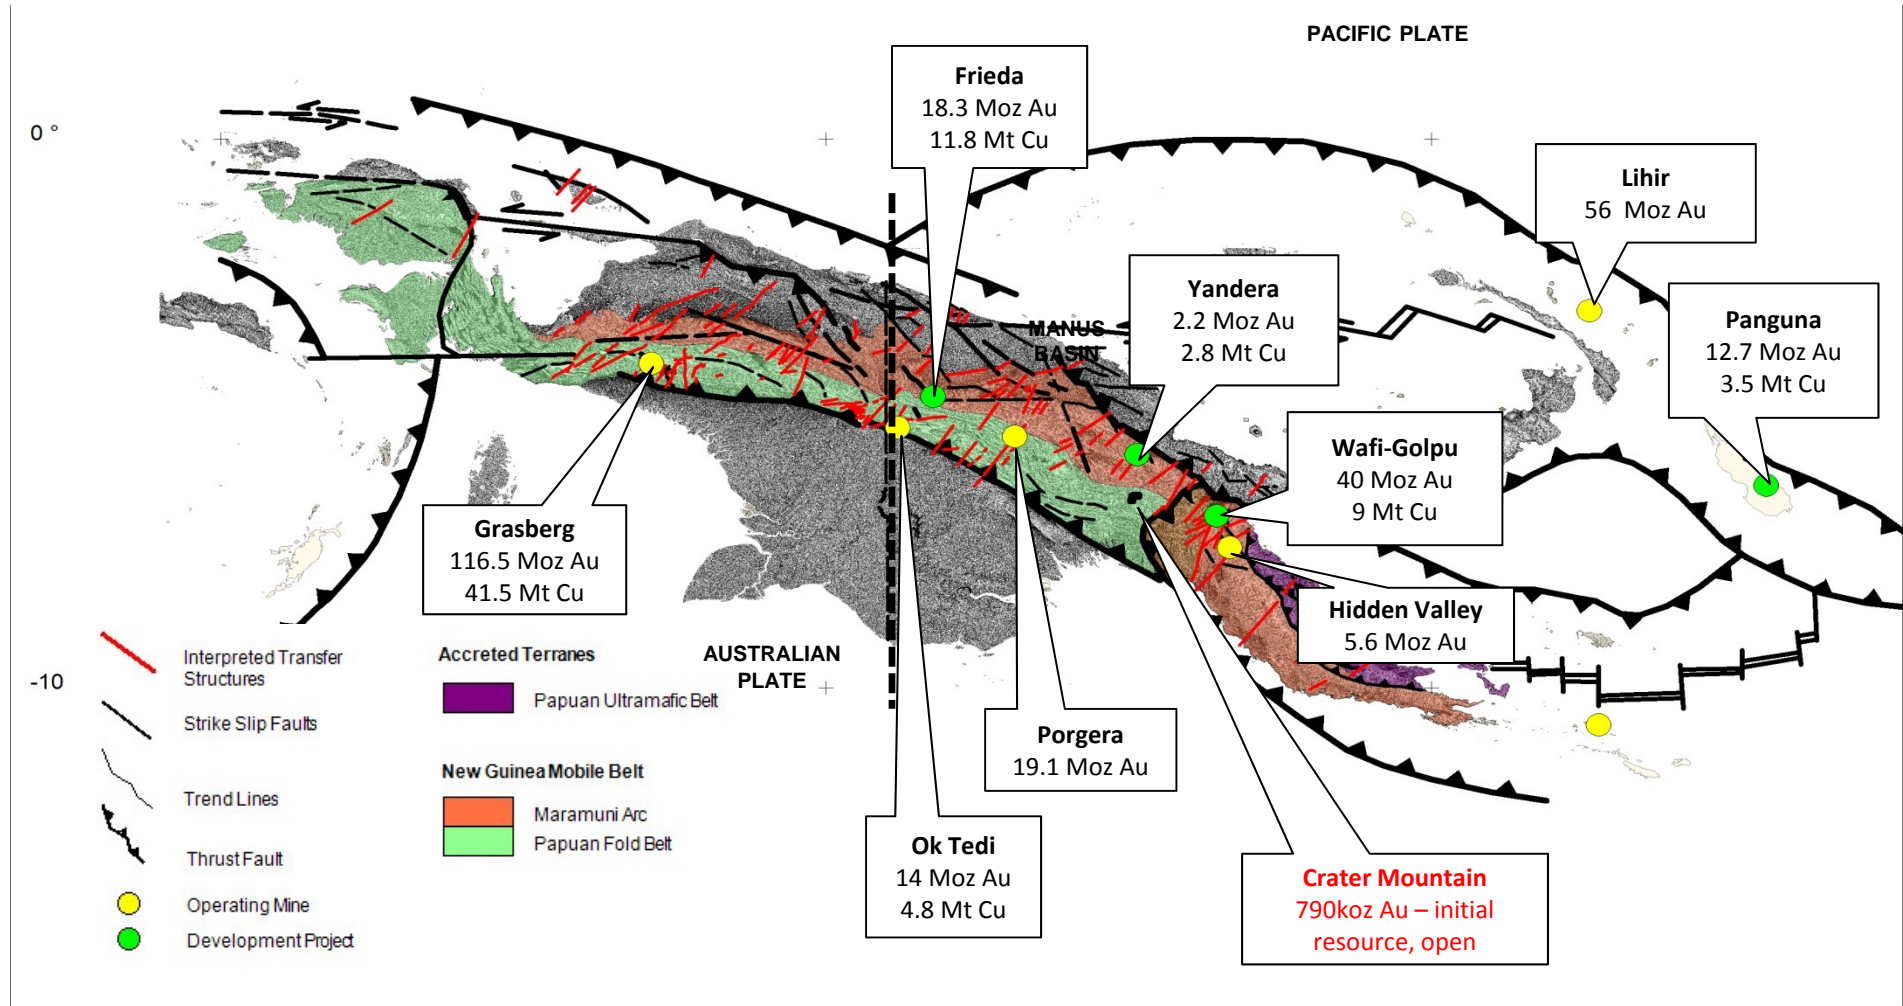 PACIFIC PLATE
Frieda
18.3 Moz Au
11.8 Mt Cu
0 °
Lihir
56 Moz Au
Yandera
2.2 Moz Au
2.8 Mt Cu
Panguna
12.7 Moz Au
3.5 Mt Cu
MANUS
BASIN
Wafi-Golpu
40 Moz Au
9 Mt Cu
Grasberg
116.5 Moz Au
41.5 Mt Cu
Hidden Valley
5.6 Moz Au
AUSTRALIAN
PLATE
-10
Interpreted Transfer
Structures
Strike Slip Faults
Trend Lines
Thrust Fault
Operating Mine
Development Project
Accreted Terranes
Papuan Ultramafic Belt
New Guinea Mobile Belt
Maramuni Arc
Papuan Fold Belt
Porgera
19.1 Moz Au
Ok Tedi
14 Moz Au
4.8 Mt Cu
Crater Mountain
790koz Au – initial
resource, open